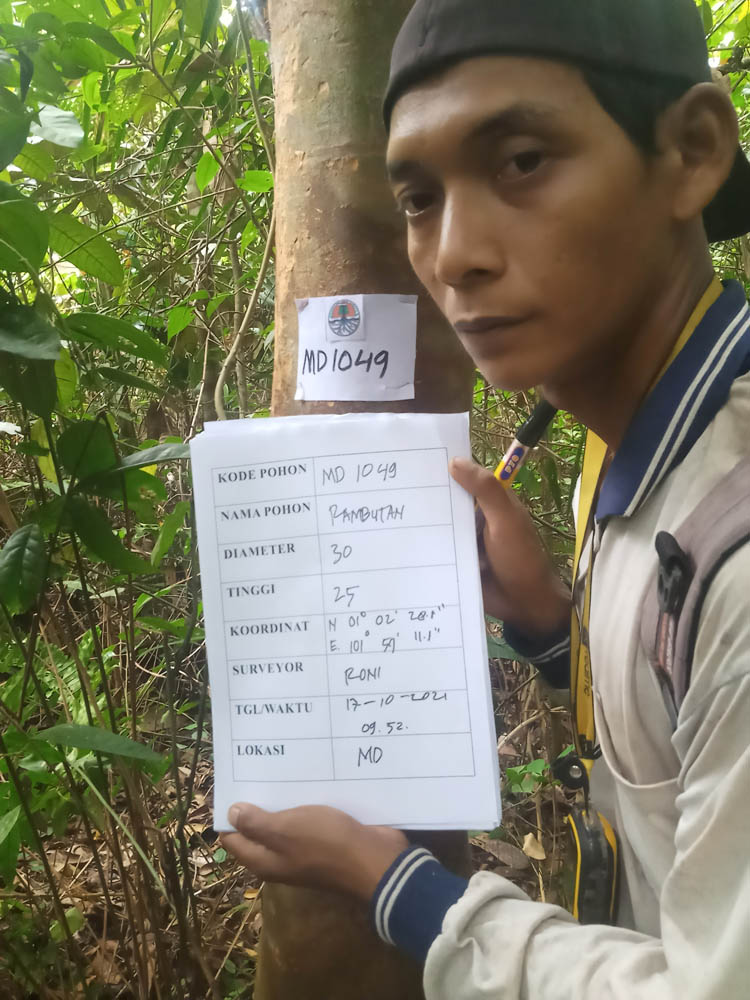 MD1049
KODE POHON MD 1049
NAMA POHON RAMBUTAN
DIAMETER 30
TINGGI 25
KOORDINAT N 01° 02' 28.1"
E. 101° 59' 11.1"
SURVEYOR RONI
TGL/WAKTU 17-10-2021
09.52.
LOKASI MD